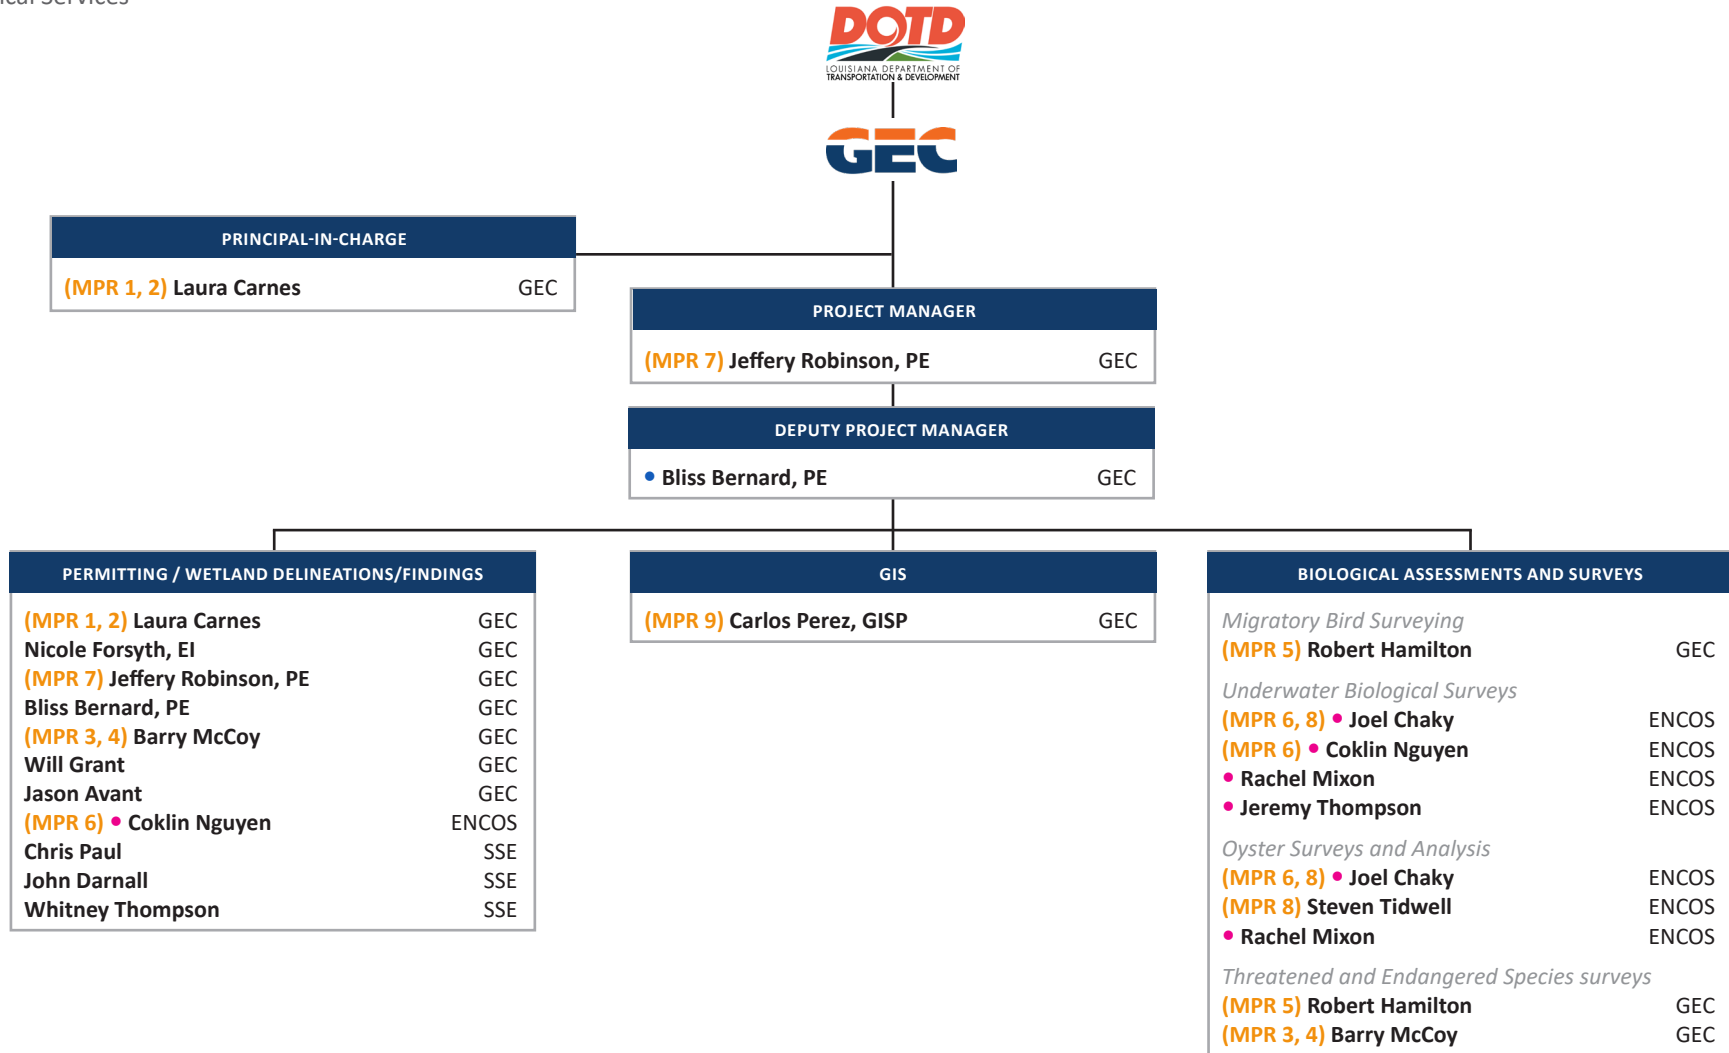 Services
DOTD
LOUISIANA DEPARTMENT OF
TRANSPORTATION & DEVELOPMENT
GEC
PRINCIPAL-IN-CHARGE
(MPR 1, 2) Laura Carnes GEC
PROJECT MANAGER
(MPR 7) Jeffery Robinson, PE GEC
DEPUTY PROJECT MANAGER
• Bliss Bernard, PE GEC
PERMITTING / WETLAND DELINEATIONS/FINDINGS
(MPR 1, 2) Laura Carnes GEC
Nicole Forsyth, EI GEC
(MPR 7) Jeffery Robinson, PE GEC
Bliss Bernard, PE GEC
(MPR 3, 4) Barry McCoy GEC
Will Grant GEC
Jason Avant GEC
(MPR 6) • Coklin Nguyen ENCOS
Chris Paul SSE
John Darnall SSE
Whitney Thompson SSE
GIS
(MPR 9) Carlos Perez, GISP GEC
BIOLOGICAL ASSESSMENTS AND SURVEYS
Migratory Bird Surveying
(MPR 5) Robert Hamilton GEC
Underwater Biological Surveys
(MPR 6, 8) • Joel Chaky ENCOS
(MPR 6) • Coklin Nguyen ENCOS
• Rachel Mixon ENCOS
• Jeremy Thompson ENCOS
Oyster Surveys and Analysis
(MPR 6, 8) • Joel Chaky ENCOS
(MPR 8) Steven Tidwell ENCOS
• Rachel Mixon ENCOS
Threatened and Endangered Species surveys
(MPR 5) Robert Hamilton GEC
(MPR 3, 4) Barry McCoy GEC